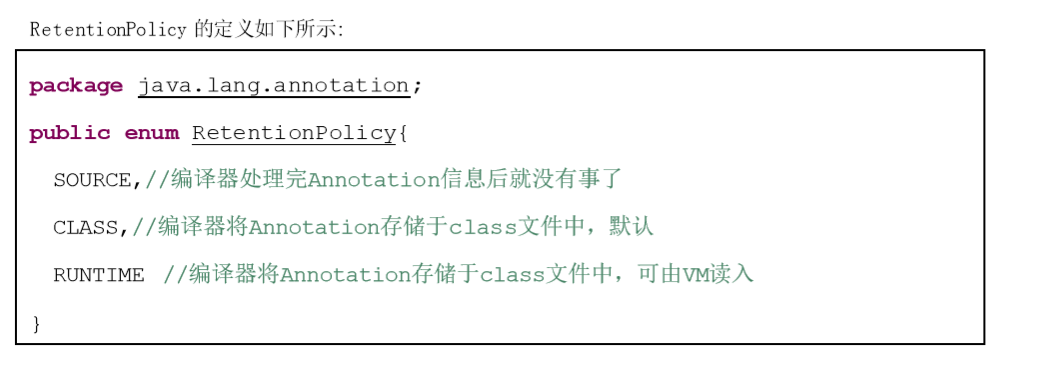 RetentionPolicy 的定义如下所示:
package java.lang.annotation;
public enum RetentionPolicy{
SOURCE,//编译器处理完Annotation信息后就没有事了
CLASS,//编译器将Annotation存储于class文件中，默认
RUNTIME //编译器将Annotation存储于class文件中，可由VM读入
}